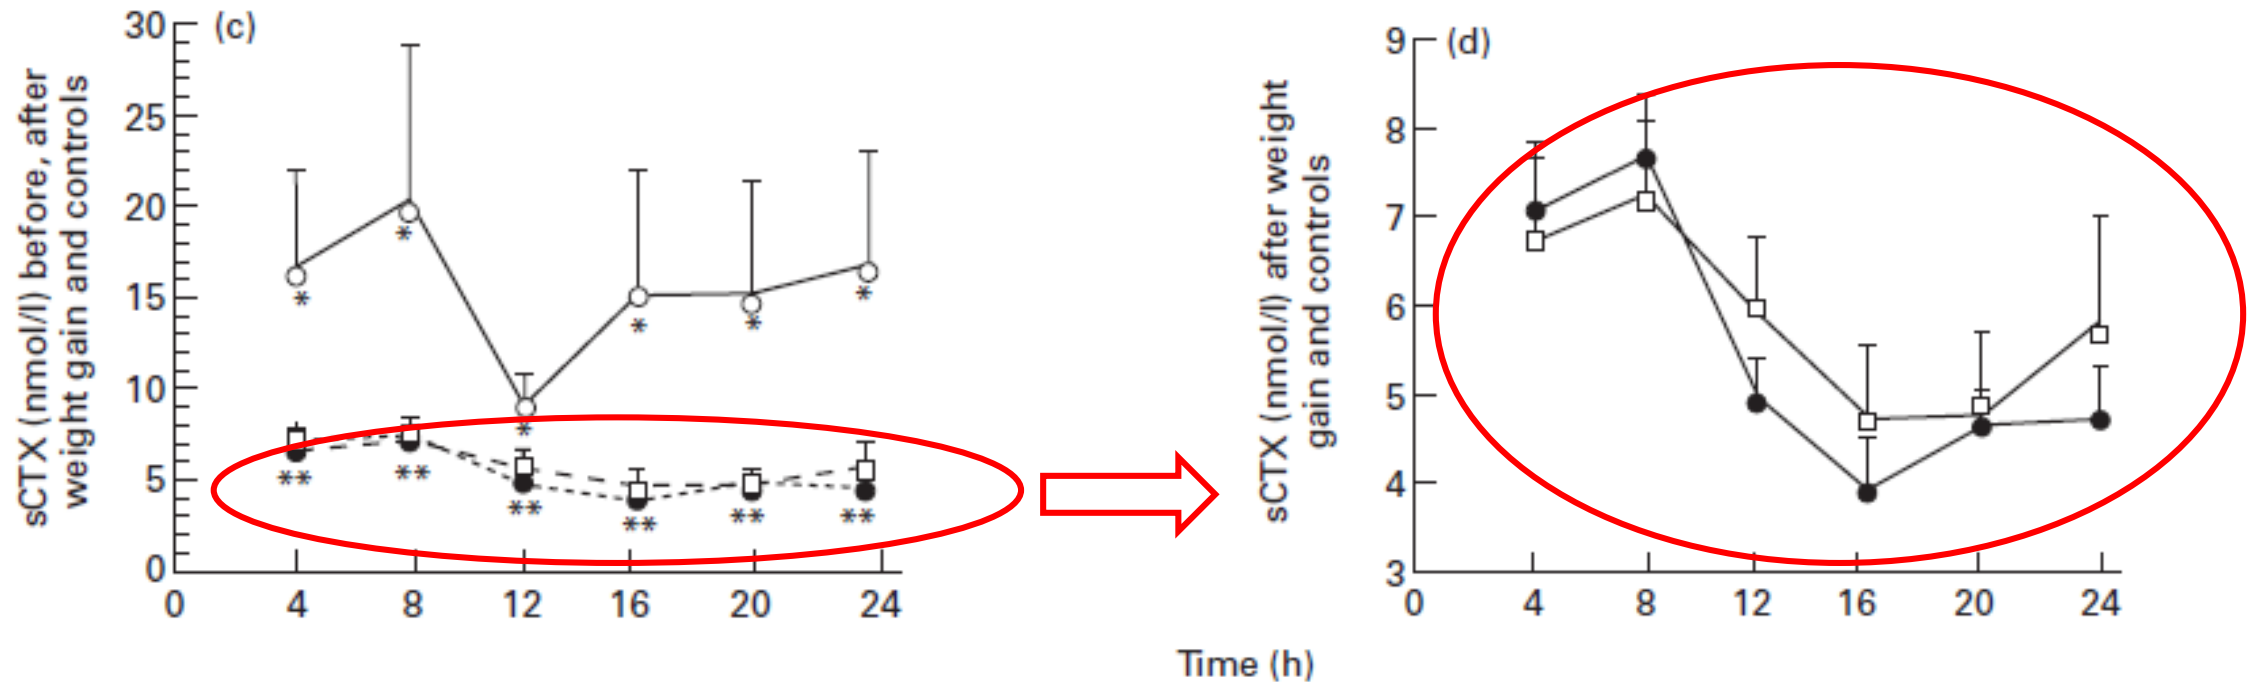 (c)
sCTX (nmol/l) before, after
weight gain and controls
30
25
20
15
10
5
0
0 4 8 12 16 20 24
*
*
*
*
*
*
** ** ** ** ** **
(d)
sCTX (nmol/l) after weight
gain and controls
9
8
7
6
5
4
3
0 4 8 12 16 20 24
Time (h)